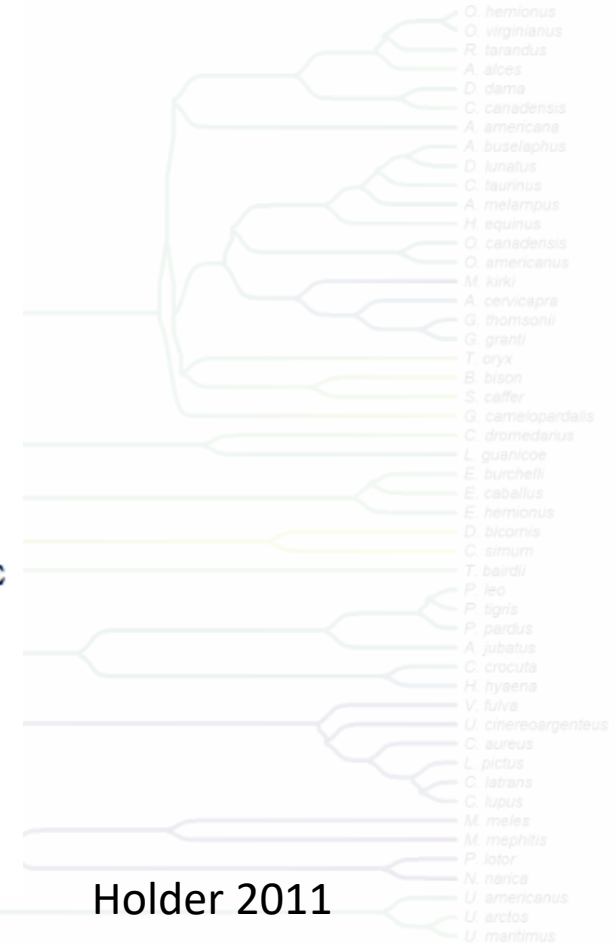 O. hemionus
O. virginianus
R. tarandus
A. alces
D. dama
C. canadensis
A. americana
A. buselaphus
D. lunatus
C. taurinus
A. melampus
H. equinus
O. canadensis
O. americanus
M. kirki
A. cervicapra
G. thomsonii
G. granti
T. oryx
B. bison
S. caffer
G. camelopardalis
C. dromedarius
L. guanicoe
E. burchelli
E. caballus
E. hemionus
D. bicornis
C. simum
T. bairdii
P. leo
P. tigris
P. pardus
A. jubatus
C. crocuta
H. hyaena
V. fulva
U. cinereoargenteus
C. aureus
L. pictus
C. latrans
C. lupus
M. meles
M. mephitis
P. lotor
N. narica
Holder 2011
U. americanus
U. arctos
U. maritimus